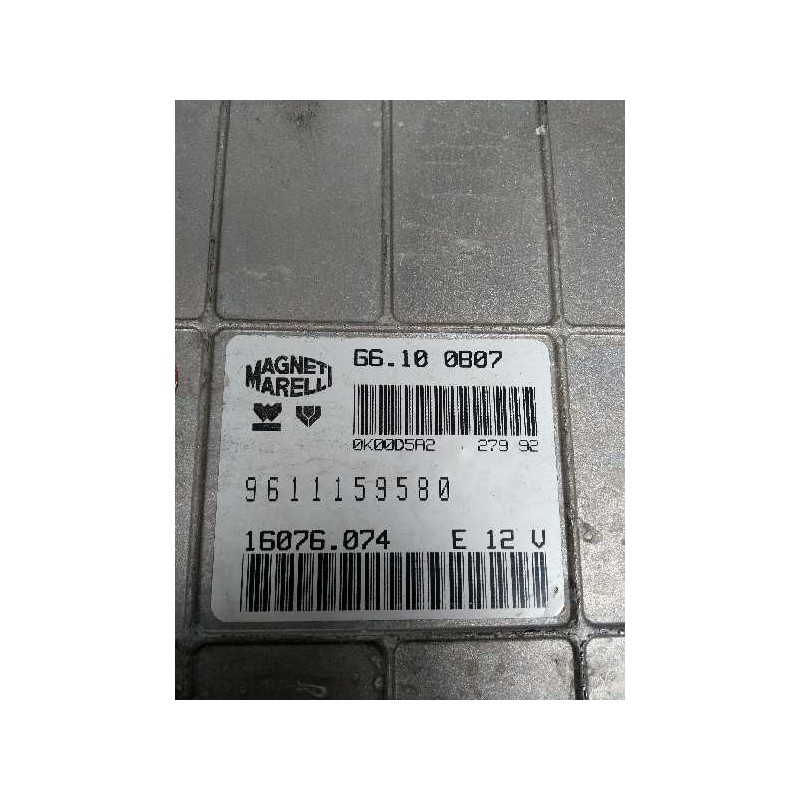 MAGNETI
MARELLI
G6.10 0B07
0K00D5A2 279 92
9611159580
16076.074 E 12 V